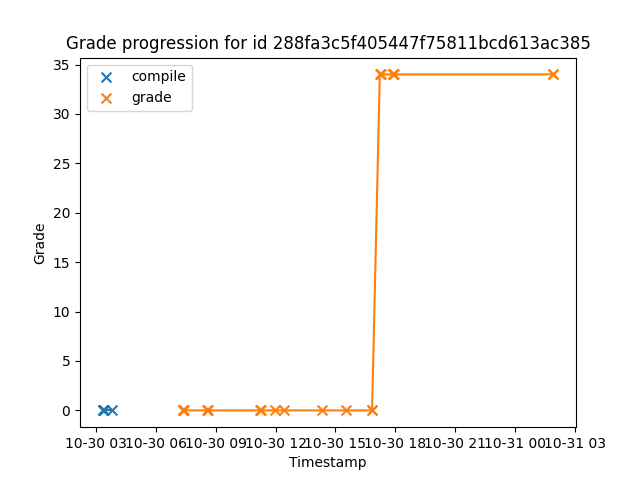 Grade progression for id 288fa3c5f405447f75811bcd613ac385
compile
grade
35
30
25
20
15
10
5
0
Grade
10-30 03 10-30 06 10-30 09 10-30 12 10-30 15 10-30 18 10-30 21 10-31 00 10-31 03
Timestamp